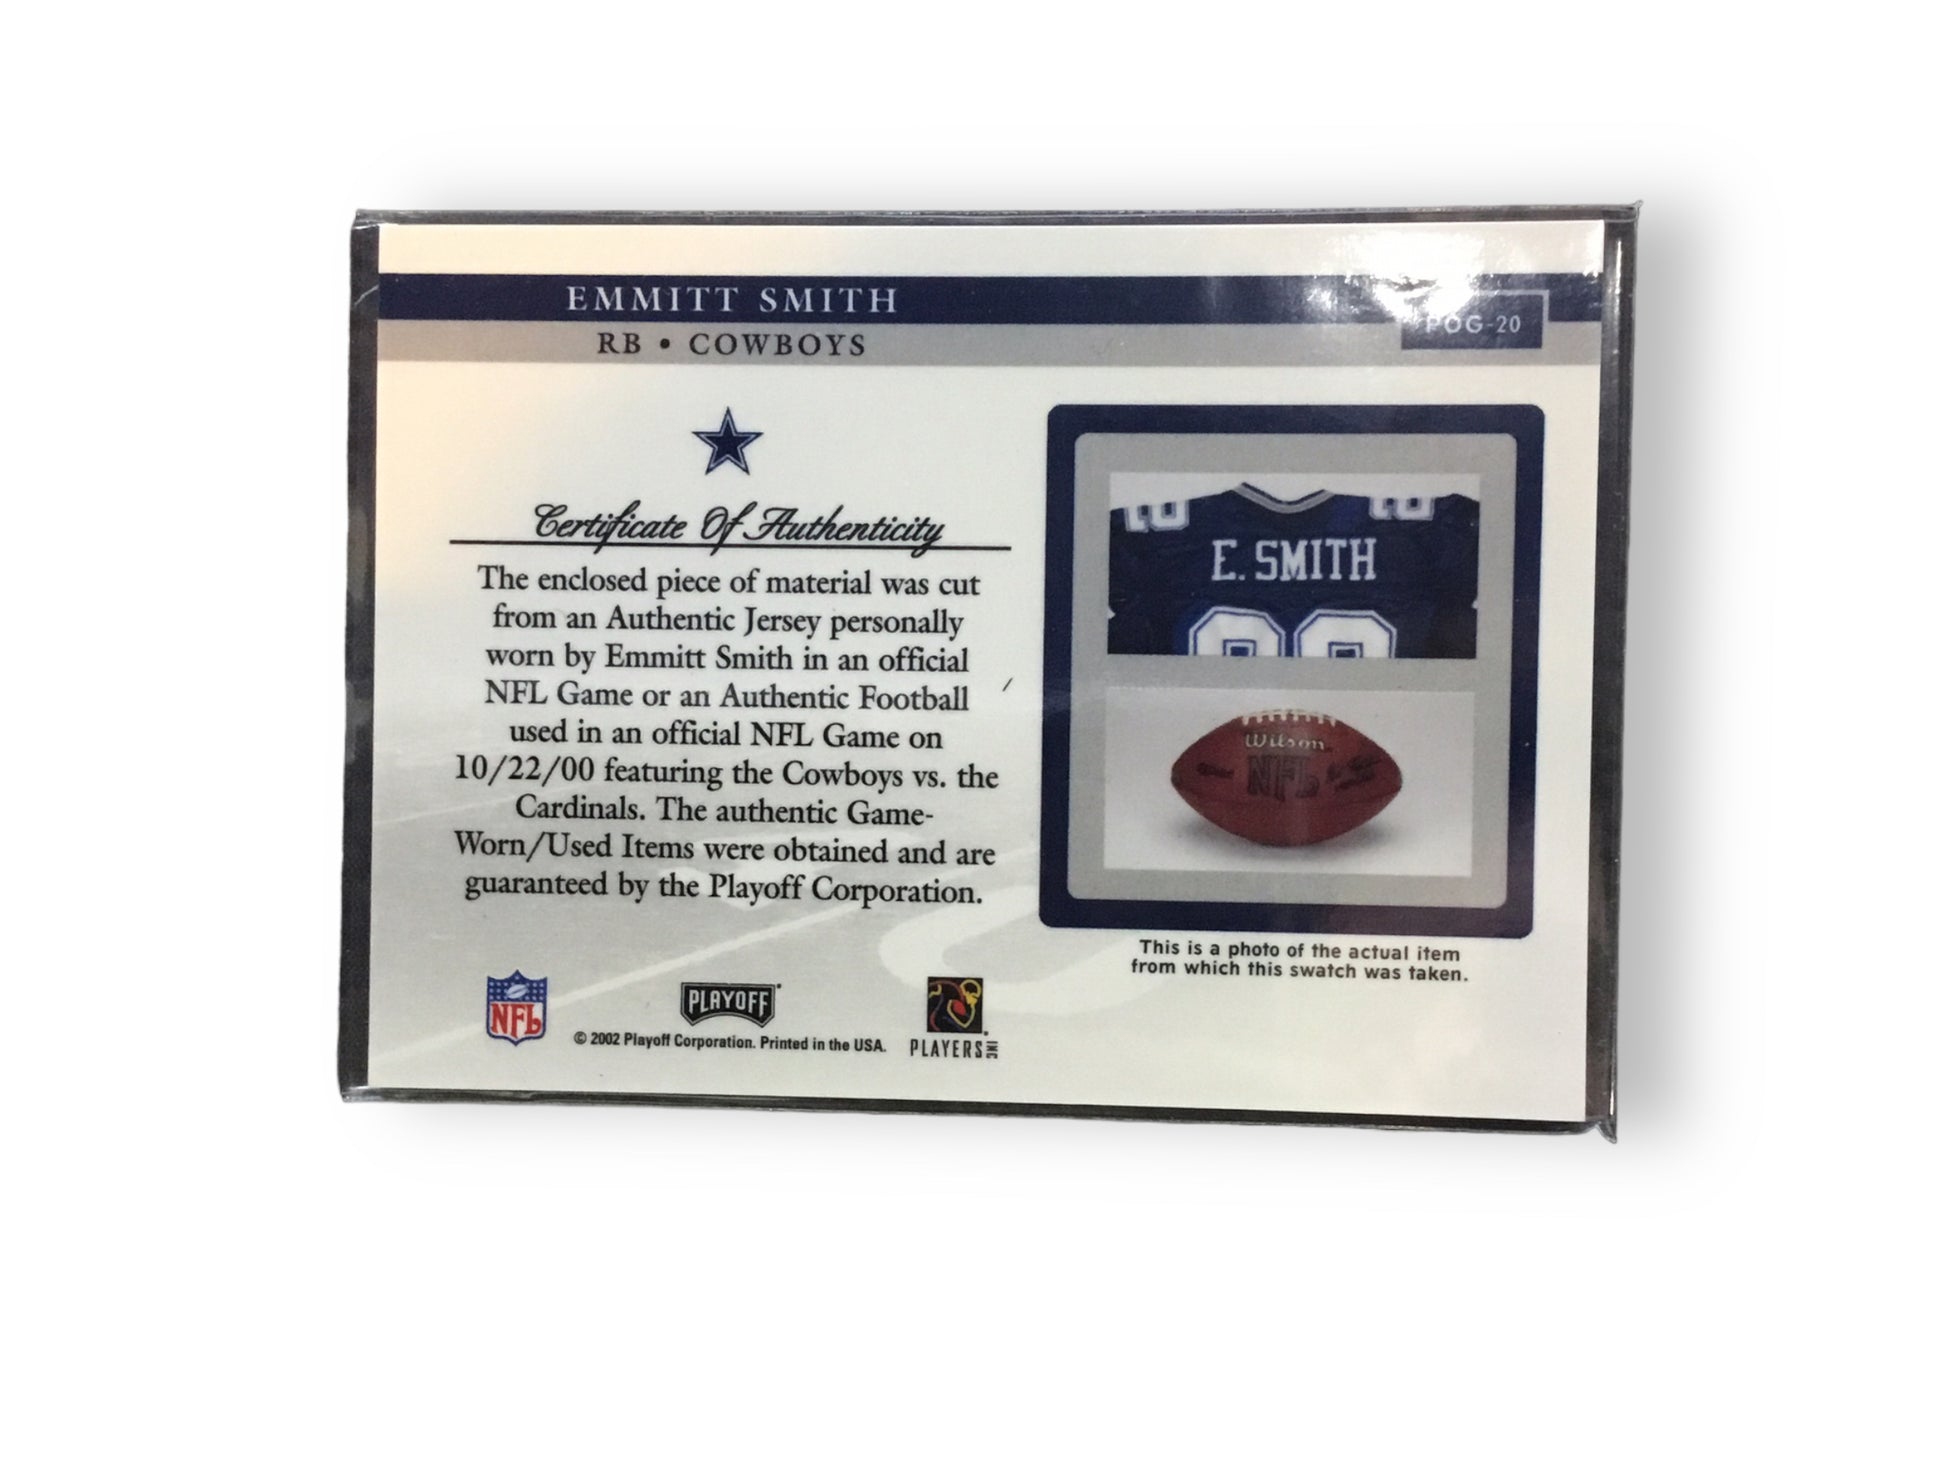 EMMITT SMITH
POG-20
RB • COWBOYS
Certificate Of Authenticity
The enclosed piece of material was cut
from an Authentic Jersey personally
worn by Emmitt Smith in an official
NFL Game or an Authentic Football
used in an official NFL Game on
10/22/00 featuring the Cowboys vs. the
Cardinals. The authentic Game-
Worn/Used Items were obtained and are
guaranteed by the Playoff Corporation.
E. SMITH
Wilson
NFL
This is a photo of the actual item
from which this swatch was taken.
NFL
PLAYOFF
© 2002 Playoff Corporation. Printed in the USA.
PLAYERS INC